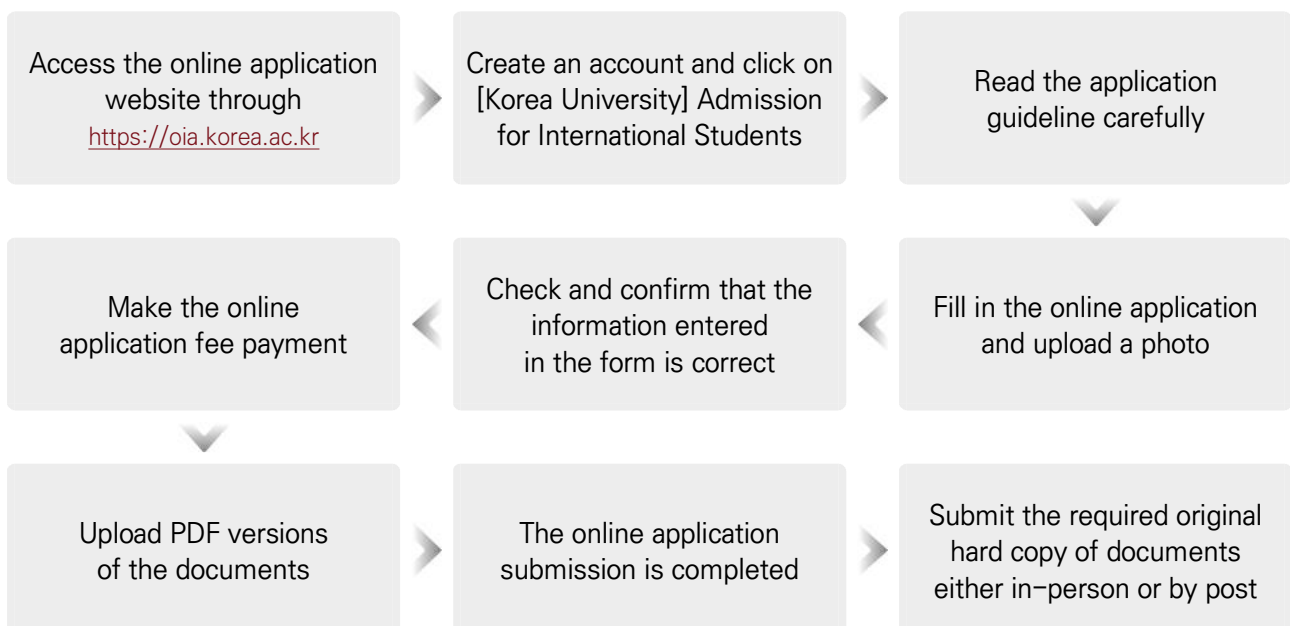 Access the online application
website through
https://oia.korea.ac.kr
Create an account and click on
[Korea University] Admission
for International Students
Read the application
guideline carefully
Fill in the online application
and upload a photo
Check and confirm that the
information entered
in the form is correct
Make the online
application fee payment
Upload PDF versions
of the documents
The online application
submission is completed
Submit the required original
hard copy of documents
either in-person or by post